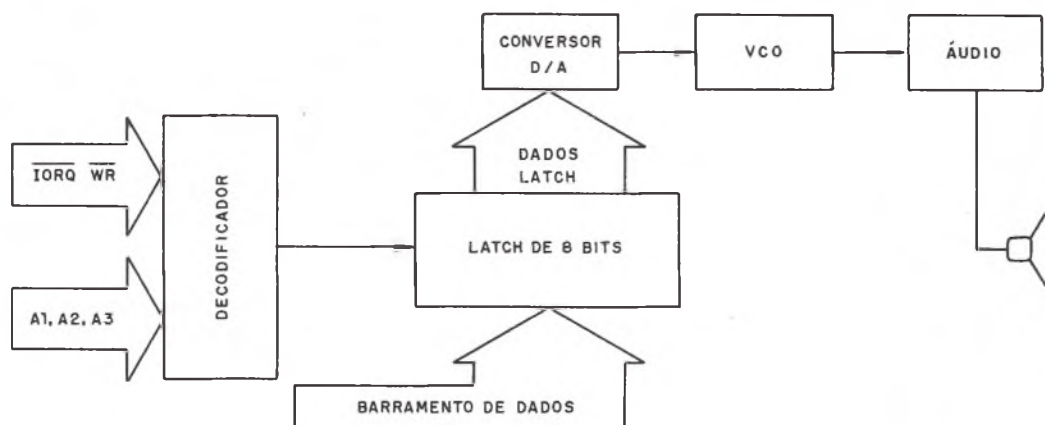 CONVERSOR
D/A
VCO
ÁUDIO
DADOS
LATCH
IORQ WR
DECODIFICADOR
LATCH DE 8 BITS
A1, A2, A3
BARRAMENTO DE DADOS